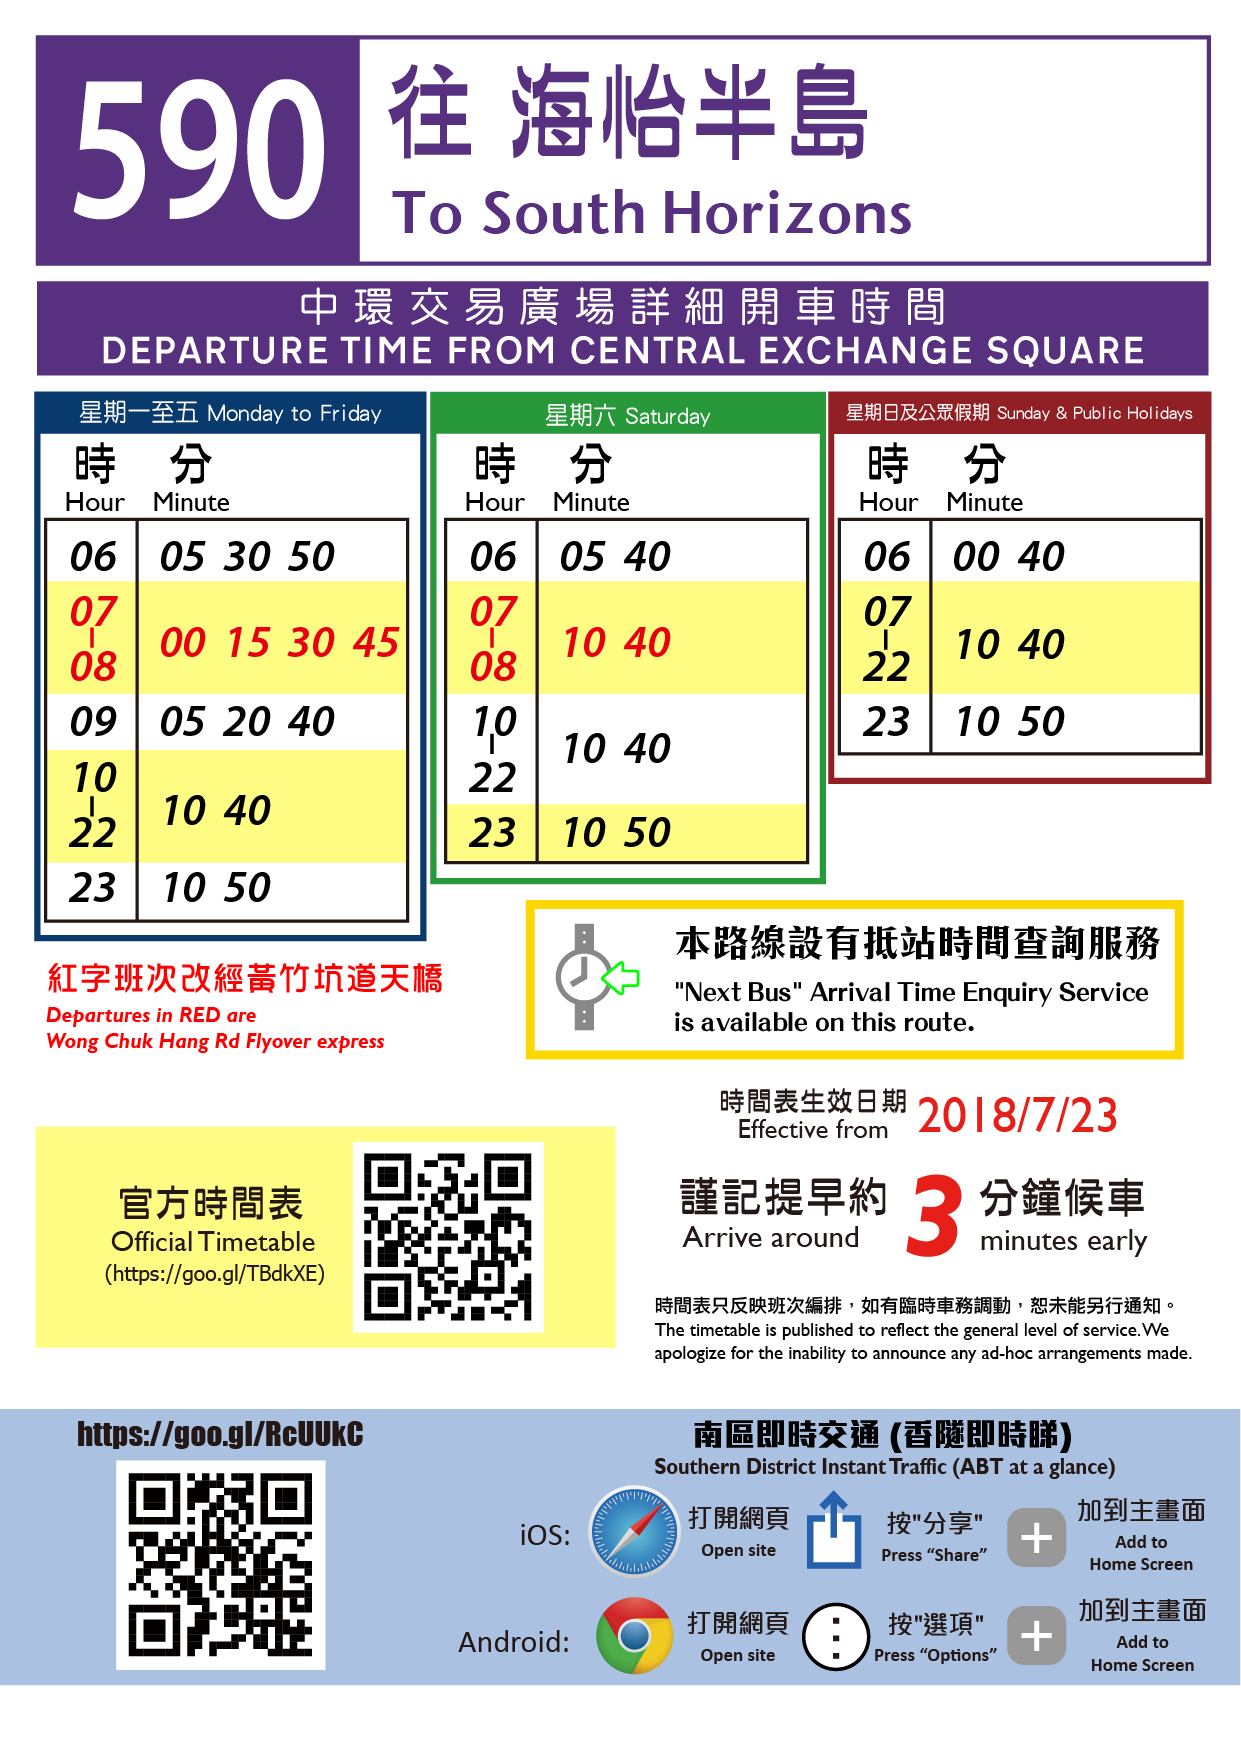 590
往 海怡半島
To South Horizons
中環交易廣場詳細開車時間
DEPARTURE TIME FROM CENTRAL EXCHANGE SQUARE
星期一至五 Monday to Friday
時 分
Hour Minute
06 05 30 50
07
|
08
00 15 30 45
09 05 20 40
10
|
22
10 40
23 10 50
星期六 Saturday
時 分
Hour Minute
06 05 40
07
|
08
10 40
10
|
22
10 40
23 10 50
星期日及公眾假期 Sunday & Public Holidays
時 分
Hour Minute
06 00 40
07
|
22
10 40
23 10 50
紅字班次改經黃竹坑道天橋
Departures in RED are
Wong Chuk Hang Rd Flyover express
本路線設有抵站時間查詢服務
"Next Bus" Arrival Time Enquiry Service
is available on this route.
時間表生效日期
Effective from
2018/7/23
官方時間表
Official Timetable
(https://goo.gl/TBdkXE)
謹記提早約 3 分鐘候車
Arrive around minutes early
時間表只反映班次編排，如有臨時車務調動，恕未能另行通知。
The timetable is published to reflect the general level of service. We
apologize for the inability to announce any ad-hoc arrangements made.
https://goo.gl/RcUUkC
南區即時交通 (香隧即時睇)
Southern District Instant Traffic (ABT at a glance)
iOS:
打開網頁
Open site
按"分享"
Press “Share”
加到主畫面
Add to
Home Screen
Android:
打開網頁
Open site
按"選項"
Press “Options”
加到主畫面
Add to
Home Screen